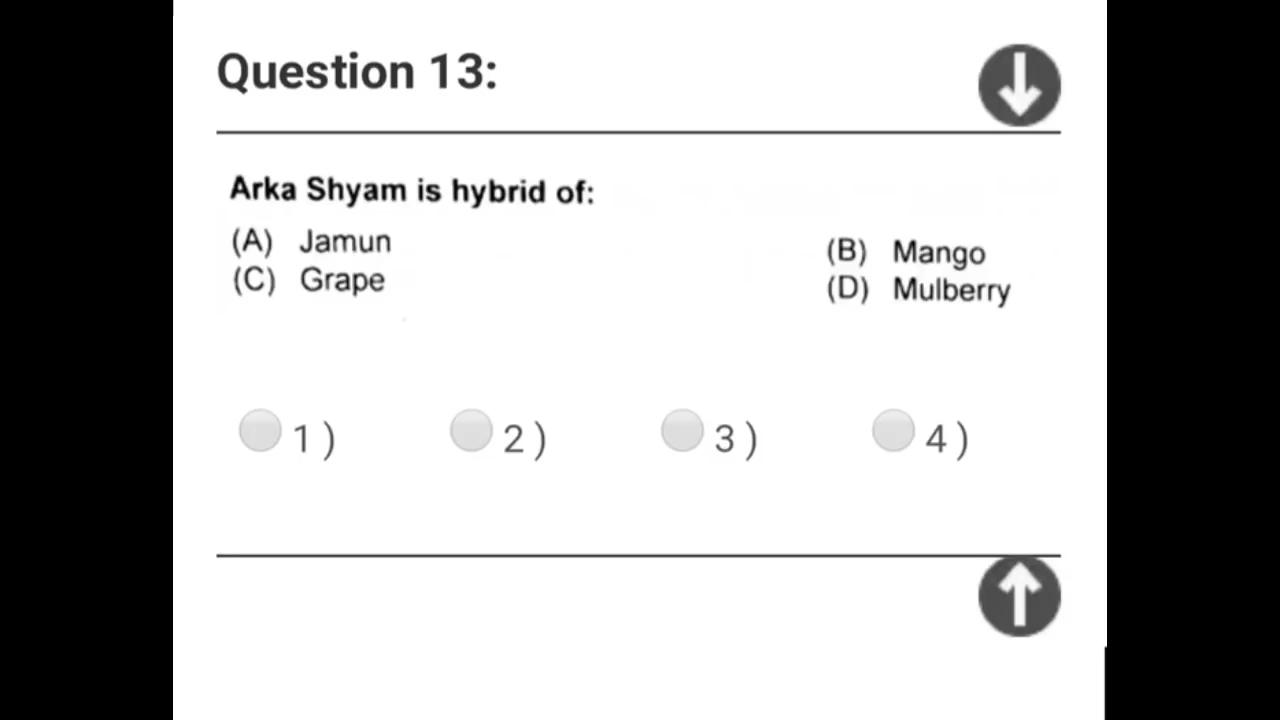 Question 13:
Arka Shyam is hybrid of:
(A) Jamun
(B) Mango
(C) Grape
(D) Mulberry
1 ) 2 ) 3 ) 4 )